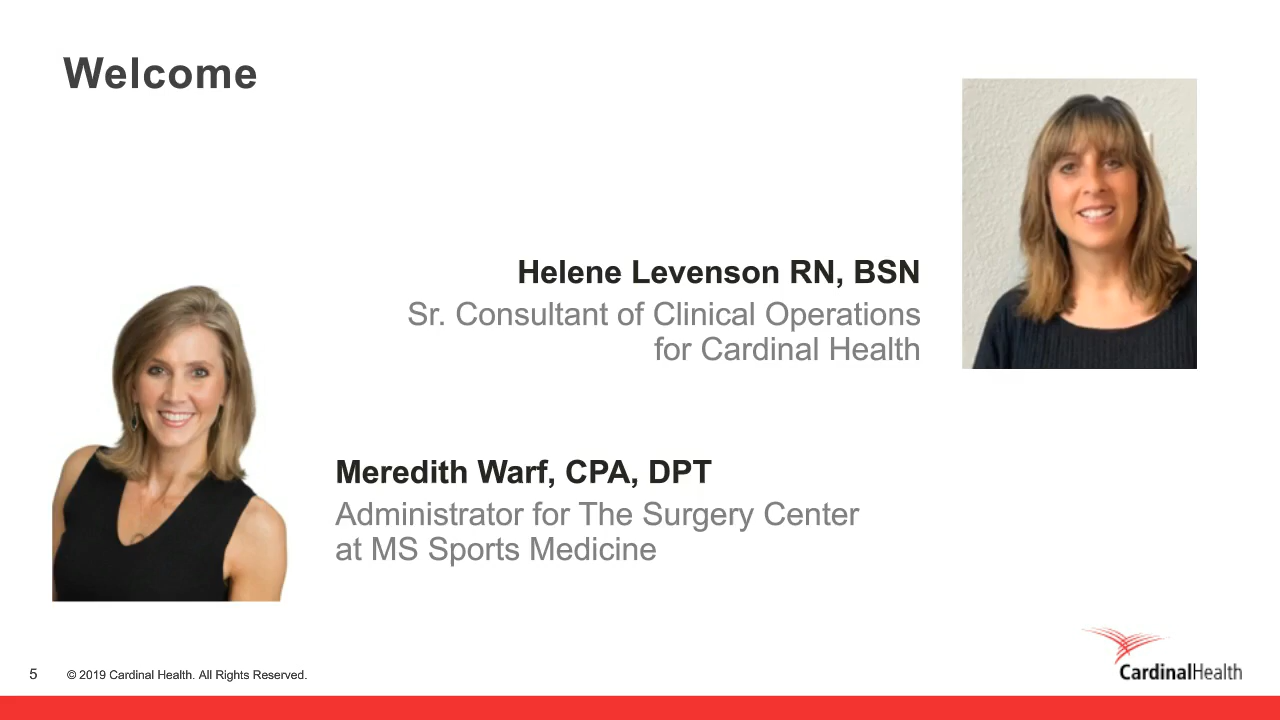 Welcome
Helene Levenson RN, BSN
Sr. Consultant of Clinical Operations
for Cardinal Health
Meredith Warf, CPA, DPT
Administrator for The Surgery Center
at MS Sports Medicine
5 © 2019 Cardinal Health. All Rights Reserved.
CardinalHealth